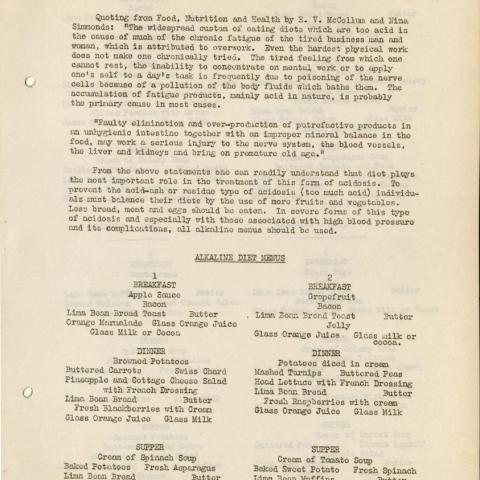 Quoting from Food, Nutrition and Health by E. V. McCollum and Nina
Simmonds: "The widespread custom of eating diets which are too acid is
the cause of much of the chronic fatigue of the tired business man and
woman, which is attributed to overwork. Even the hardest physical work
does not make one chronically tried. The tired feeling from which one
cannot rest, the inability to concentrate on mental work or to apply
one's self to a day's task is frequently due to poisoning of the nerve
cells because of a pollution of the body fluids which bathe them. The
accumulation of fatigue products, mainly acid in nature, is probably
the primary cause in most cases.
"Faulty elimination and over-production of putrefactive products in
an unhygienic intestine together with an improper mineral balance in the
food, may work a serious injury to the nerve system, the blood vessels,
the liver and kidneys and bring on premature old age."
From the above statements one can readily understand that diet plays
the most important role in the treatment of this form of acidosis. To
prevent the acid-ash or residue type of acidosis (too much acid) individu-
als must balance their diets by the use of more fruits and vegetables.
Less bread, meat and eggs should be eaten. In severe forms of this type
of acidosis and especially with those associated with high blood pressure
and its complications, all alkaline menus should be used.
ALKALINE DIET MENUS
1
BREAKFAST
Apple Sauce
Bacon
Lima Bean Bread Toast Butter
Orange Marmalade Glass Orange Juice
Glass Milk or Cocoa
DINNER
Browned Potatoes
Buttered Carrots Swiss Chard
Pineapple and Cottage Cheese Salad
with French Dressing
Lima Bean Bread Butter
Fresh Blackberries with Cream
Glass Orange Juice Glass Milk
SUPPER
Cream of Spinach Soup
Baked Potatoes Fresh Asparagus
Lima Bean Bread Butter
2
BREAKFAST
Grapefruit
Bacon
Lima Bean Bread Toast Butter
Jelly
Glass Orange Juice Glass milk or
cocoa.
DINNER
Potatoes diced in cream
Mashed Turnips Buttered Peas
Head Lettuce with French Dressing
Lima Bean Bread Butter
Fresh Raspberries with cream
Glass Orange Juice Glass Milk
SUPPER
Cream of Tomato Soup
Baked Sweet Potato Fresh Spinach
Lima Bean Muffins Butter